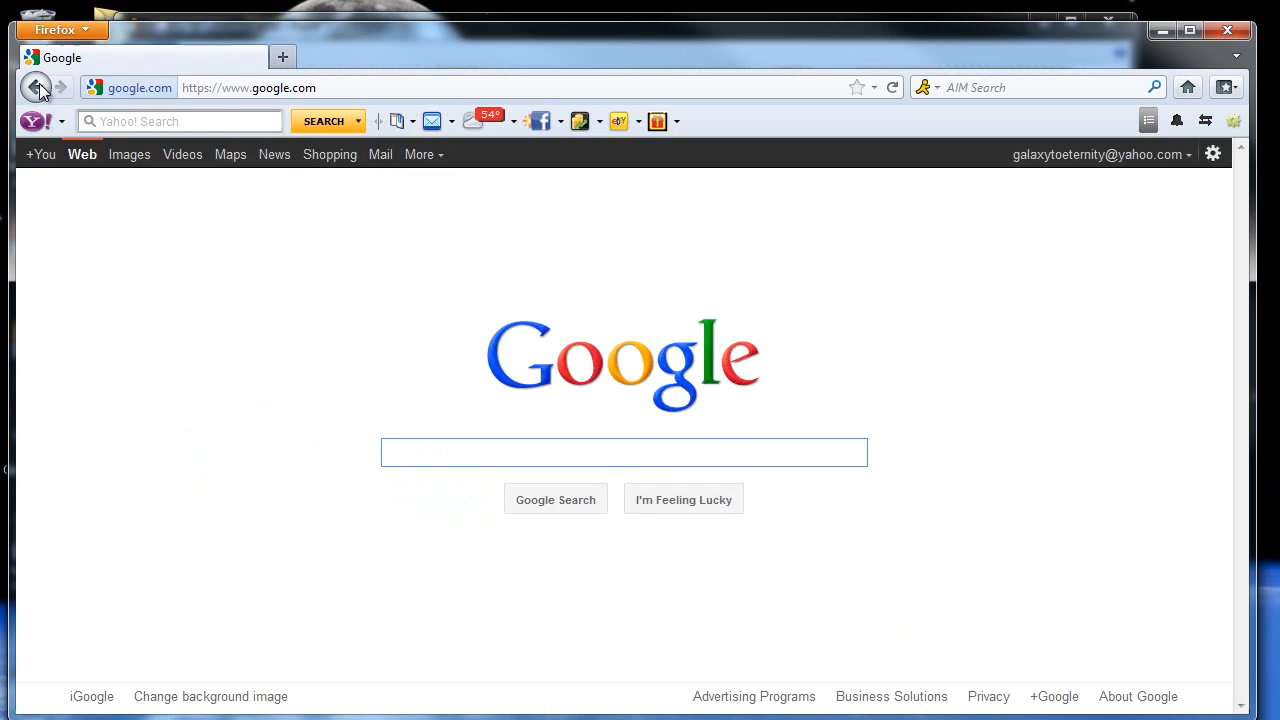 Firefox
Google
google.com https://www.google.com AIM Search
Y! Yahoo! Search SEARCH 54° ebY
+You Web Images Videos Maps News Shopping Mail More galaxytoeternity@yahoo.com
Google
Google Search I'm Feeling Lucky
iGoogle Change background image Advertising Programs Business Solutions Privacy +Google About Google